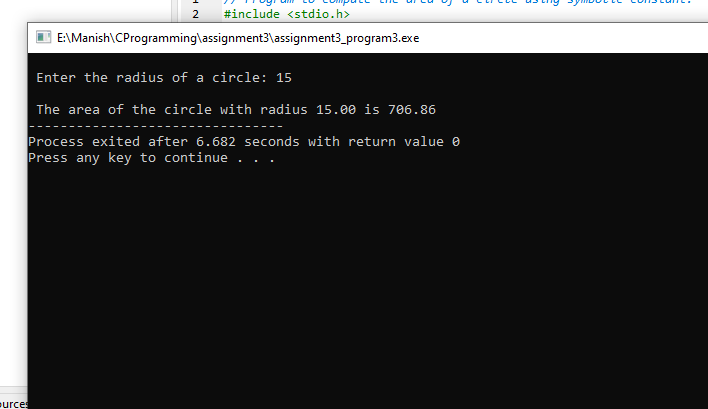 1 // Program to compute the area of a circle using symbolic constant.
2 #include <stdio.h>
E:\Manish\CProgramming\assignment3\assignment3_program3.exe
Enter the radius of a circle: 15
The area of the circle with radius 15.00 is 706.86
--------------------------------
Process exited after 6.682 seconds with return value 0
Press any key to continue . . .
ources